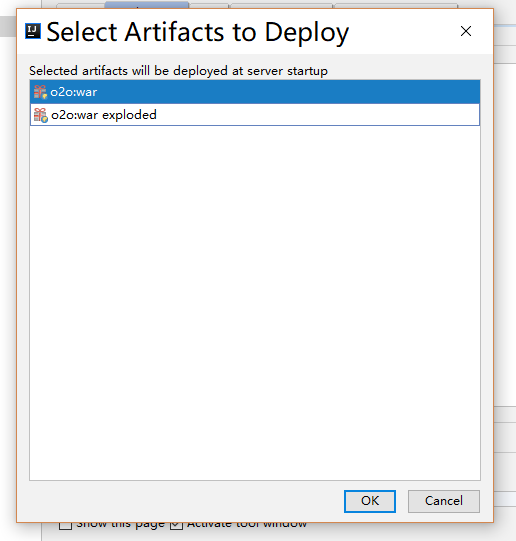 IJ
Select Artifacts to Deploy
Selected artifacts will be deployed at server startup
o2o:war
o2o:war exploded
OK
Cancel
Show this page
Activate tool window